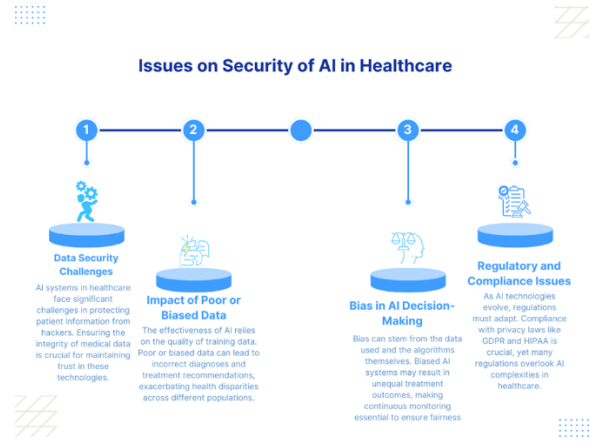 Issues on Security of AI in Healthcare
1
2
3
4
Data Security
Challenges
AI systems in healthcare
face significant
challenges in protecting
patient information from
hackers. Ensuring the
integrity of medical data
is crucial for maintaining
trust in these
technologies.
Impact of Poor or
Biased Data
The effectiveness of AI relies
on the quality of training data.
Poor or biased data can lead to
incorrect diagnoses and
treatment recommendations,
exacerbating health disparities
across different populations.
Bias in AI Decision-
Making
Bias can stem from the data
used and the algorithms
themselves. Biased AI
systems may result in
unequal treatment
outcomes, making
continuous monitoring
essential to ensure fairness
Regulatory and
Compliance Issues
As AI technologies
evolve, regulations
must adapt. Compliance
with privacy laws like
GDPR and HIPAA is
crucial, yet many
regulations overlook AI
complexities in
healthcare.